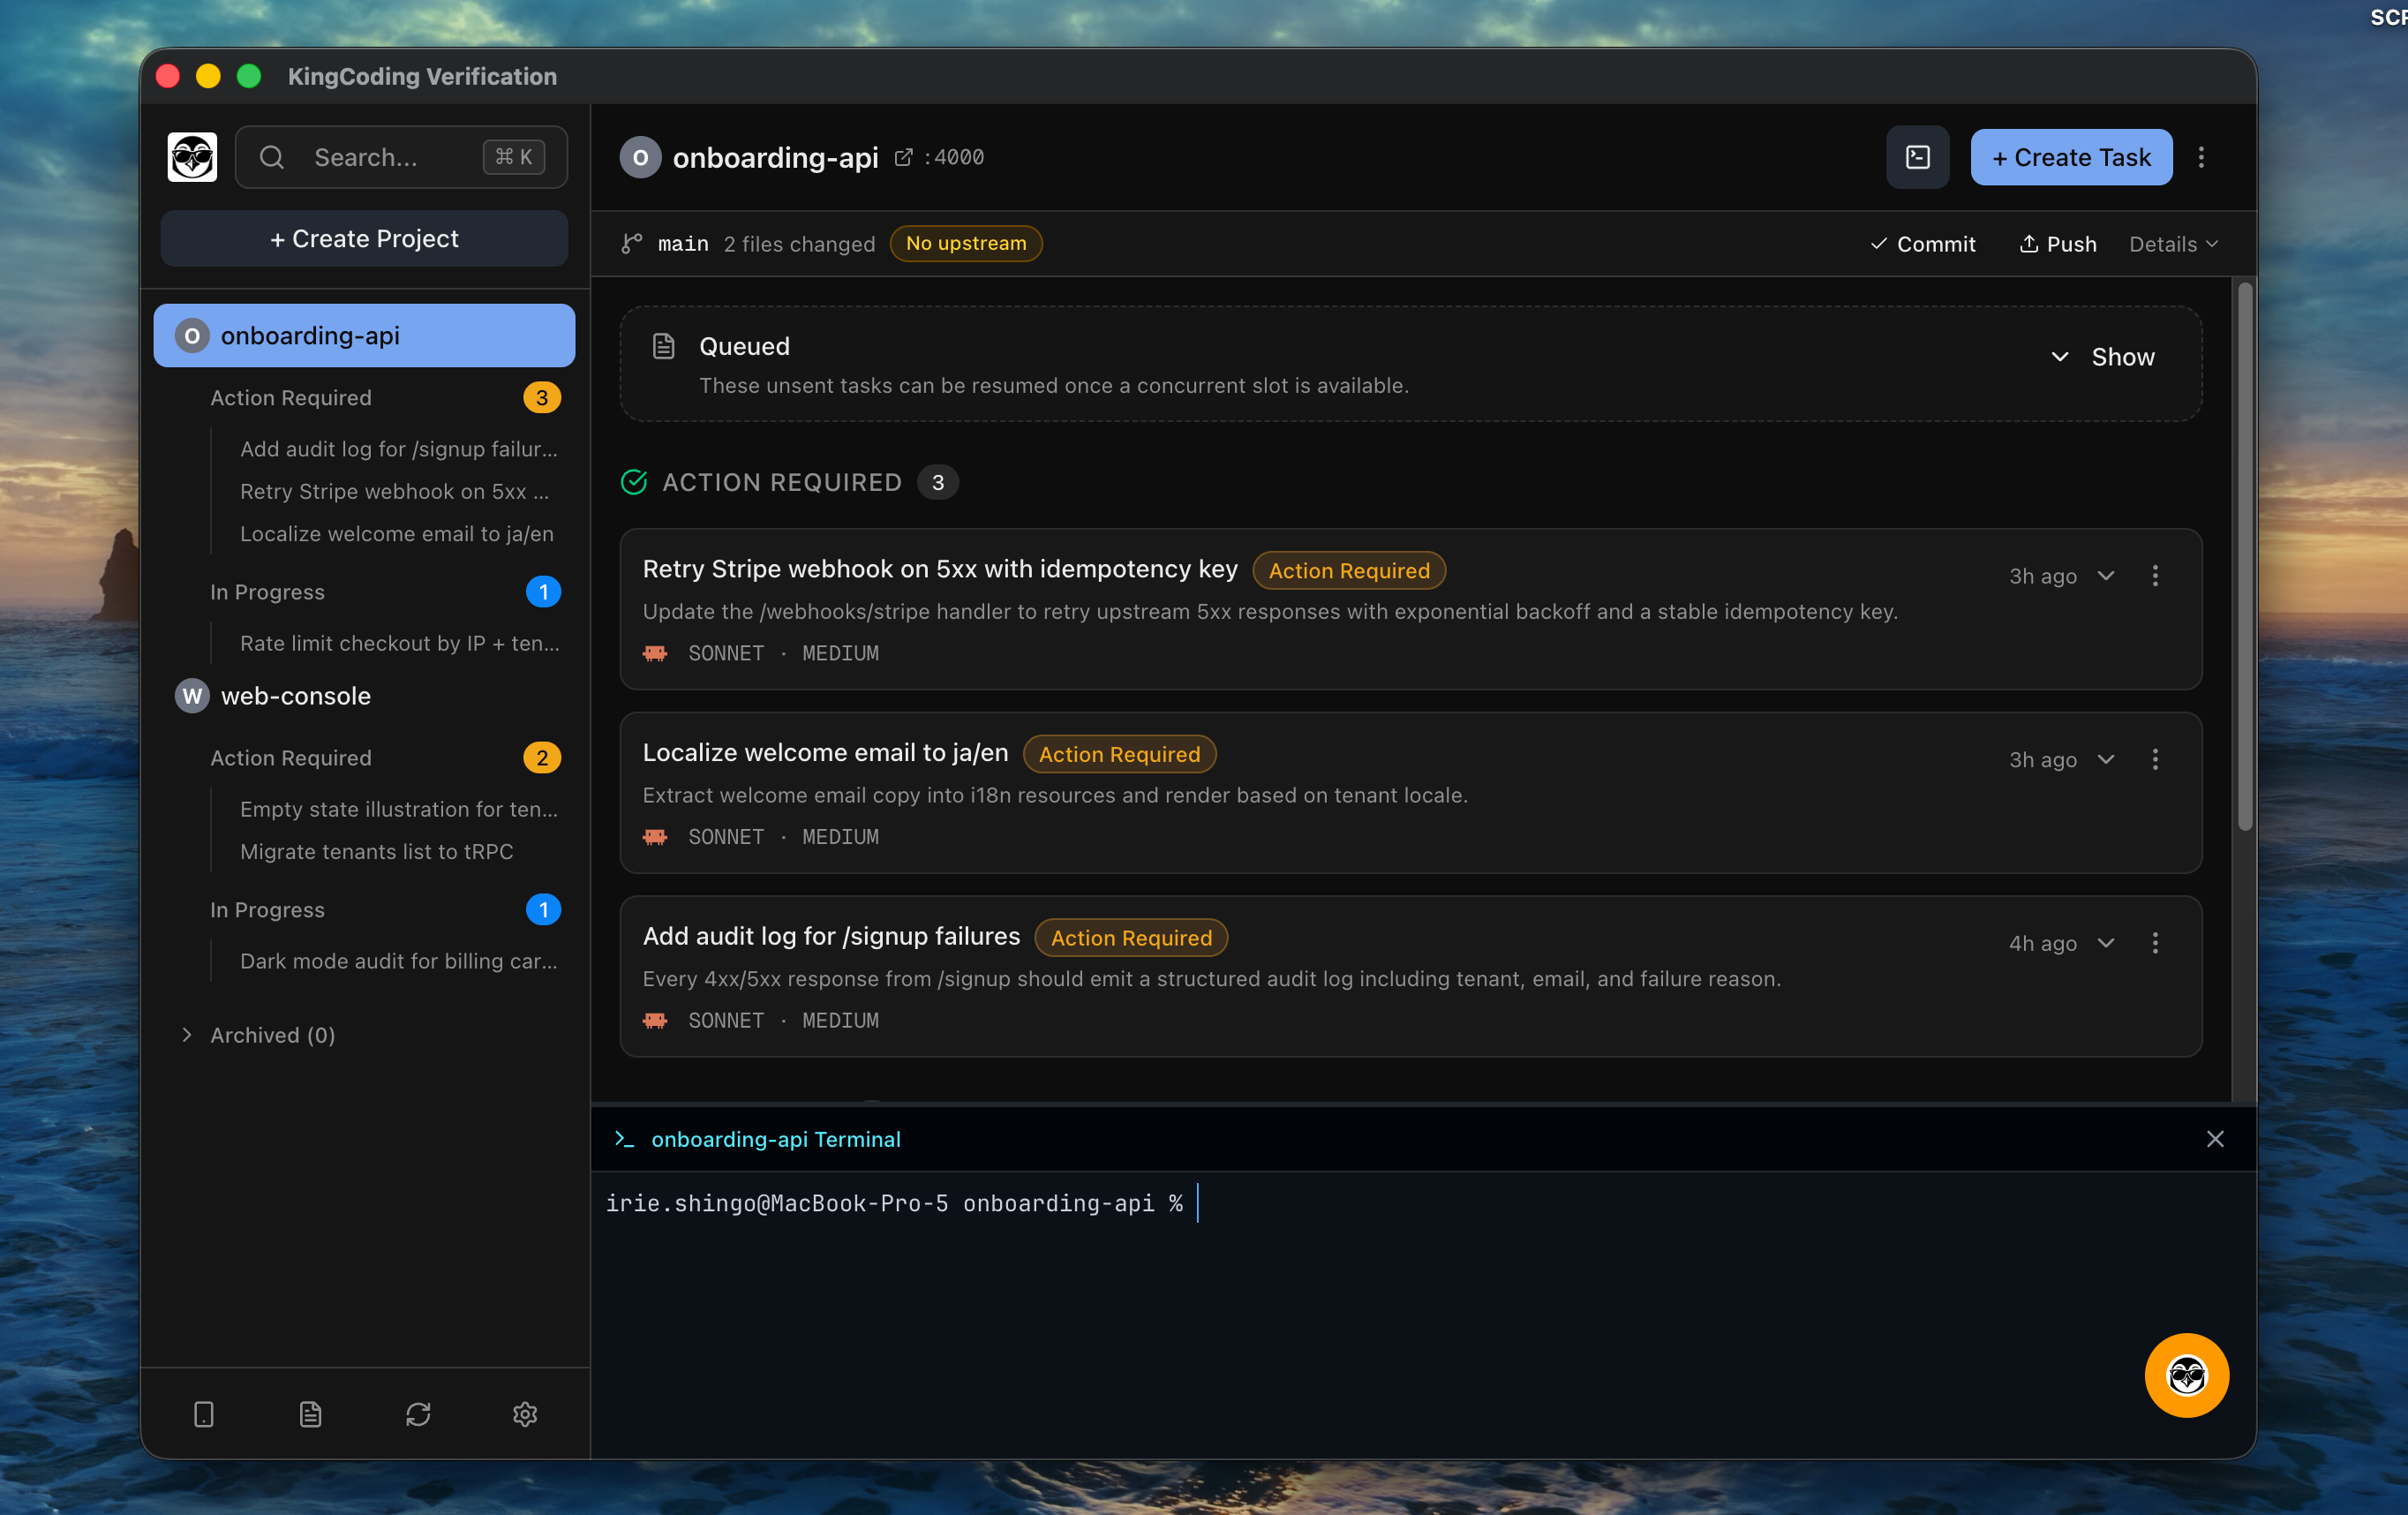 SCR
KingCoding Verification
Search...
⌘ K
+ Create Project
onboarding-api
Action Required 3
Add audit log for /signup failur...
Retry Stripe webhook on 5xx ...
Localize welcome email to ja/en
In Progress 1
Rate limit checkout by IP + ten...
W web-console
Action Required 2
Empty state illustration for ten...
Migrate tenants list to tRPC
In Progress 1
Dark mode audit for billing car...
Archived (0)
O onboarding-api :4000
+ Create Task
main 2 files changed No upstream
Commit Push Details
Queued
These unsent tasks can be resumed once a concurrent slot is available.
Show
ACTION REQUIRED 3
Retry Stripe webhook on 5xx with idempotency key Action Required
3h ago
Update the /webhooks/stripe handler to retry upstream 5xx responses with exponential backoff and a stable idempotency key.
SONNET · MEDIUM
Localize welcome email to ja/en Action Required
3h ago
Extract welcome email copy into i18n resources and render based on tenant locale.
SONNET · MEDIUM
Add audit log for /signup failures Action Required
4h ago
Every 4xx/5xx response from /signup should emit a structured audit log including tenant, email, and failure reason.
SONNET · MEDIUM
onboarding-api Terminal
irie.shingo@MacBook-Pro-5 onboarding-api %